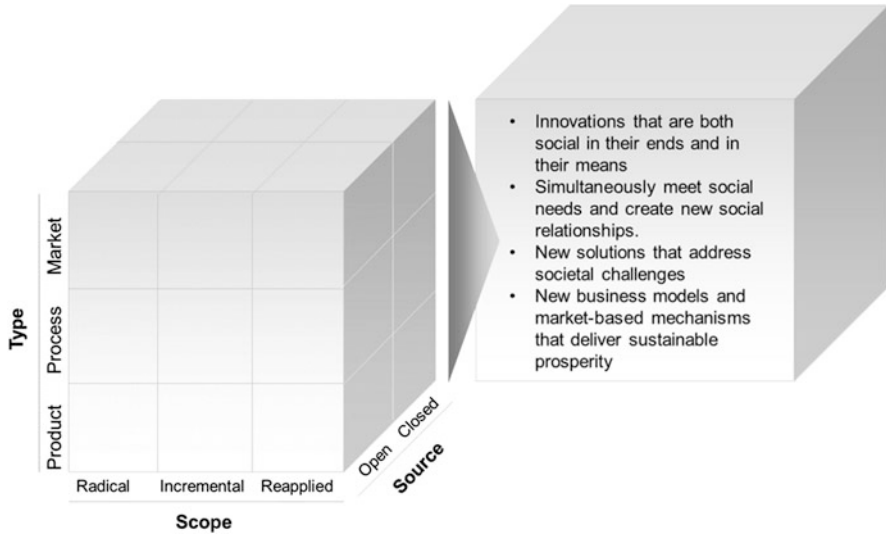 Type
Market
Process
Product
Radical
Incremental
Reapplied
Scope
Open
Closed
Source
• Innovations that are both
social in their ends and in
their means
• Simultaneously meet social
needs and create new social
relationships.
• New solutions that address
societal challenges
• New business models and
market-based mechanisms
that deliver sustainable
prosperity